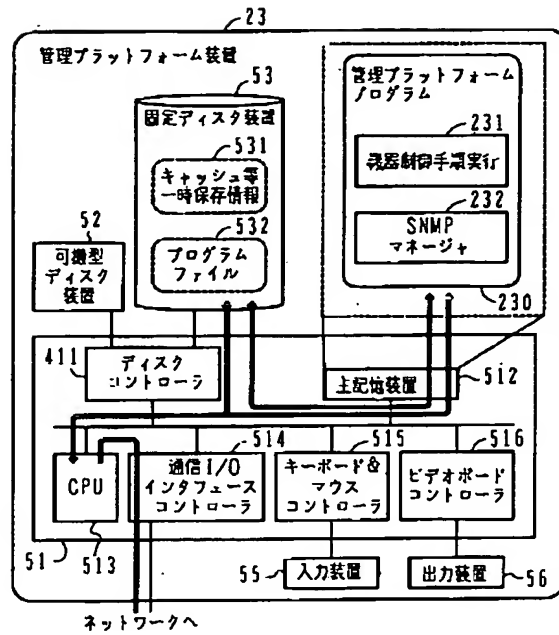 23
管理プラットフォーム装置
53
固定ディスク装置
531
キャッシュ等
一時保存情報
532
プログラム
ファイル
52
可搬型
ディスク
装置
管理プラットフォーム
プログラム
231
機器制御手順実行
232
SNMP
マネージャ
230
411
ディスク
コントローラ
主記憶装置
512
CPU
513
514
通信I/O
インタフェース
コントローラ
515
キーボード&
マウス
コントローラ
516
ビデオボード
コントローラ
51
55
入力装置
出力装置
56
ネットワークへ